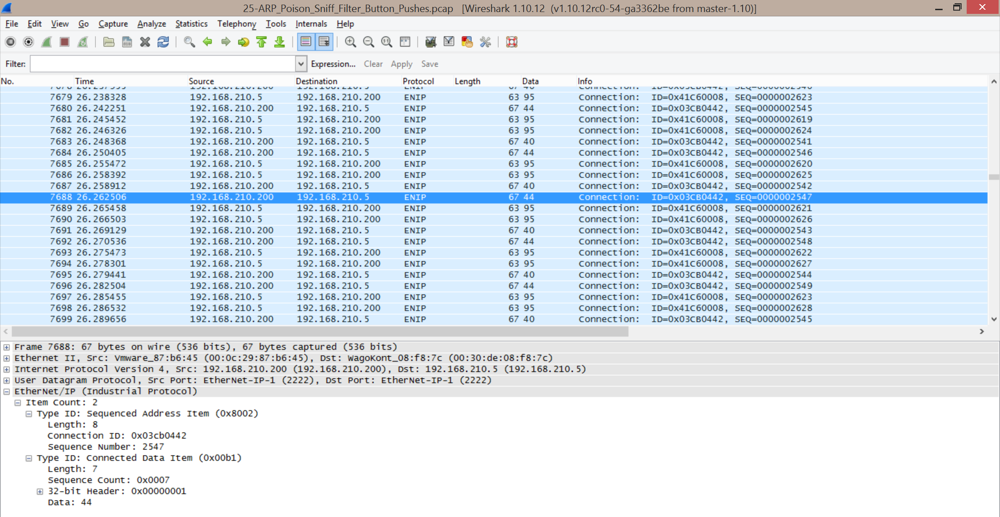 25-ARP_Poison_Sniff_Filter_Button_Pushes.pcap [Wireshark 1.10.12 (v1.10.12rc0-54-ga3362be from master-1.10)]
File Edit View Go Capture Analyze Statistics Telephony Tools Internals Help
Filter: Expression... Clear Apply Save
No. Time Source Destination Protocol Length Data Info
7679 26.238328 192.168.210.5 192.168.210.200 ENIP 63 95 Connection: ID=0x41C60008, SEQ=0000002623
7680 26.242251 192.168.210.200 192.168.210.5 ENIP 67 44 Connection: ID=0x03CB0442, SEQ=0000002545
7681 26.245452 192.168.210.5 192.168.210.200 ENIP 63 95 Connection: ID=0x41C60008, SEQ=0000002619
7682 26.246326 192.168.210.5 192.168.210.200 ENIP 63 95 Connection: ID=0x41C60008, SEQ=0000002624
7683 26.248368 192.168.210.200 192.168.210.5 ENIP 67 40 Connection: ID=0x03CB0442, SEQ=0000002541
7684 26.250405 192.168.210.200 192.168.210.5 ENIP 67 44 Connection: ID=0x03CB0442, SEQ=0000002546
7685 26.255472 192.168.210.5 192.168.210.200 ENIP 63 95 Connection: ID=0x41C60008, SEQ=0000002620
7686 26.258392 192.168.210.5 192.168.210.200 ENIP 63 95 Connection: ID=0x41C60008, SEQ=0000002625
7687 26.258912 192.168.210.200 192.168.210.5 ENIP 67 40 Connection: ID=0x03CB0442, SEQ=0000002542
7688 26.262506 192.168.210.200 192.168.210.5 ENIP 67 44 Connection: ID=0x03CB0442, SEQ=0000002547
7689 26.265458 192.168.210.5 192.168.210.200 ENIP 63 95 Connection: ID=0x41C60008, SEQ=0000002621
7690 26.266503 192.168.210.5 192.168.210.200 ENIP 63 95 Connection: ID=0x41C60008, SEQ=0000002626
7691 26.269129 192.168.210.200 192.168.210.5 ENIP 67 40 Connection: ID=0x03CB0442, SEQ=0000002543
7692 26.270536 192.168.210.200 192.168.210.5 ENIP 67 44 Connection: ID=0x03CB0442, SEQ=0000002548
7693 26.275473 192.168.210.5 192.168.210.200 ENIP 63 95 Connection: ID=0x41C60008, SEQ=0000002622
7694 26.278301 192.168.210.5 192.168.210.200 ENIP 63 95 Connection: ID=0x41C60008, SEQ=0000002627
7695 26.279441 192.168.210.200 192.168.210.5 ENIP 67 40 Connection: ID=0x03CB0442, SEQ=0000002544
7696 26.282504 192.168.210.200 192.168.210.5 ENIP 67 44 Connection: ID=0x03CB0442, SEQ=0000002549
7697 26.285455 192.168.210.5 192.168.210.200 ENIP 63 95 Connection: ID=0x41C60008, SEQ=0000002623
7698 26.286532 192.168.210.5 192.168.210.200 ENIP 63 95 Connection: ID=0x41C60008, SEQ=0000002628
7699 26.289656 192.168.210.200 192.168.210.5 ENIP 67 40 Connection: ID=0x03CB0442, SEQ=0000002545
Frame 7688: 67 bytes on wire (536 bits), 67 bytes captured (536 bits)
Ethernet II, Src: Vmware_87:b6:45 (00:0c:29:87:b6:45), Dst: WagoKont_08:f8:7c (00:30:de:08:f8:7c)
Internet Protocol Version 4, Src: 192.168.210.200 (192.168.210.200), Dst: 192.168.210.5 (192.168.210.5)
User Datagram Protocol, Src Port: EtherNet-IP-1 (2222), Dst Port: EtherNet-IP-1 (2222)
EtherNet/IP (Industrial Protocol)
Item Count: 2
Type ID: Sequenced Address Item (0x8002)
Length: 8
Connection ID: 0x03cb0442
Sequence Number: 2547
Type ID: Connected Data Item (0x00b1)
Length: 7
Sequence Count: 0x0007
32-bit Header: 0x00000001
Data: 44